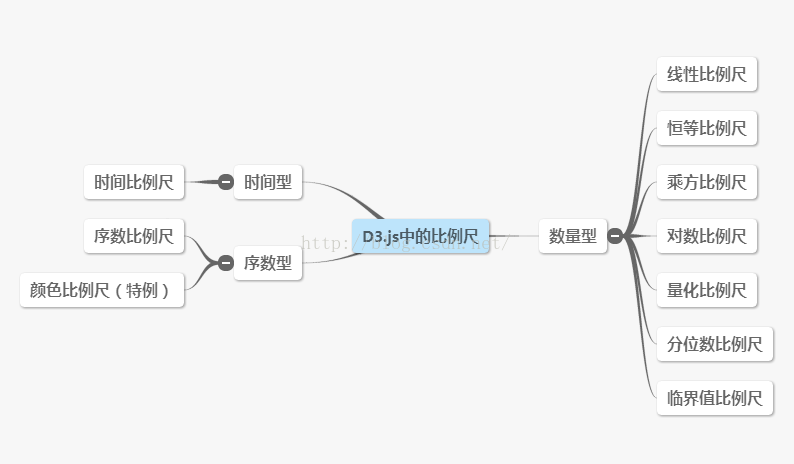 D3.js中的比例尺
http://blog.csdn.net/
时间型
时间比例尺
序数型
序数比例尺
颜色比例尺（特例）
数量型
线性比例尺
恒等比例尺
乘方比例尺
对数比例尺
量化比例尺
分位数比例尺
临界值比例尺